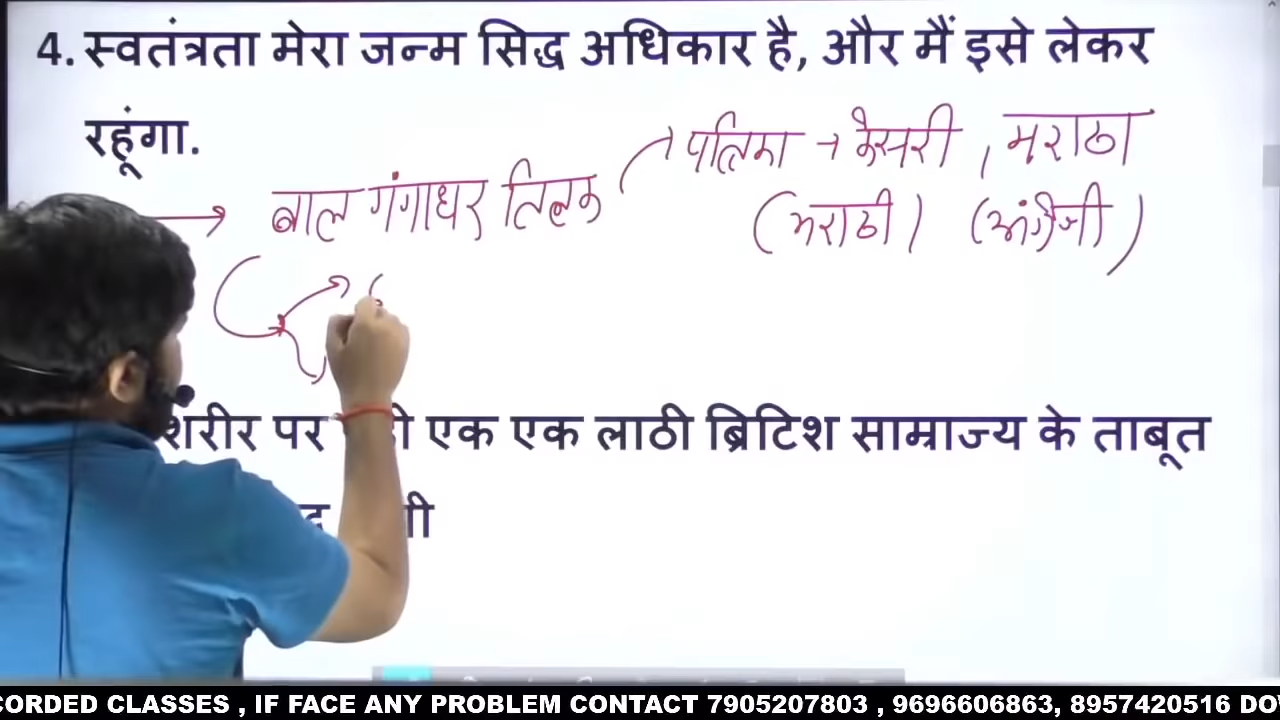 4. स्वतंत्रता मेरा जन्म सिद्ध अधिकार है, और मैं इसे लेकर
रहूंगा.
→ पत्रिका → केसरी , मराठा
→ बाल गंगाधर तिलक
(मराठी) (अंग्रेजी)
शरीर पर एक एक लाठी ब्रिटिश साम्राज्य के ताबूत
CORDED CLASSES , IF FACE ANY PROBLEM CONTACT 7905207803 , 9696606863, 8957420516 DO